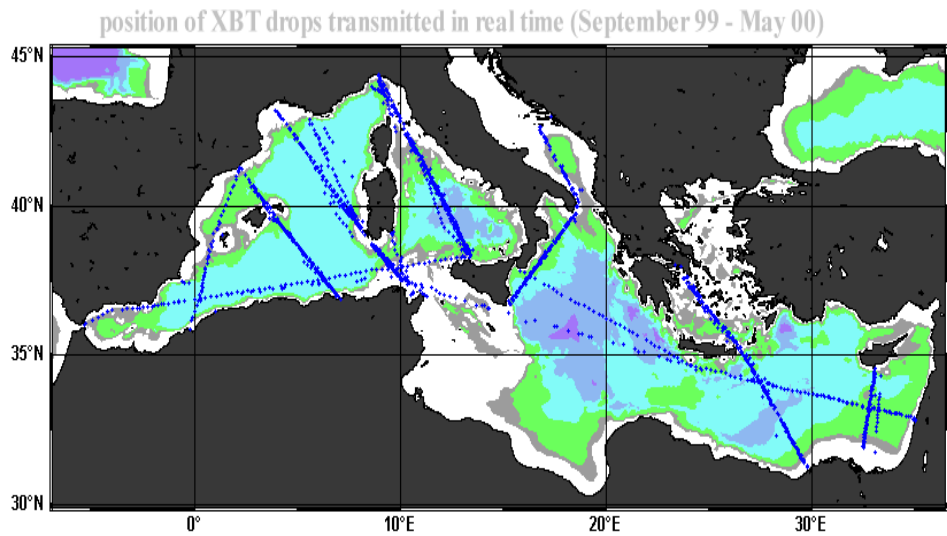 position of XBT drops transmitted in real time (September 99 - May 00)
45°N
40°N
35°N
30°N
0°
10°E
20°E
30°E